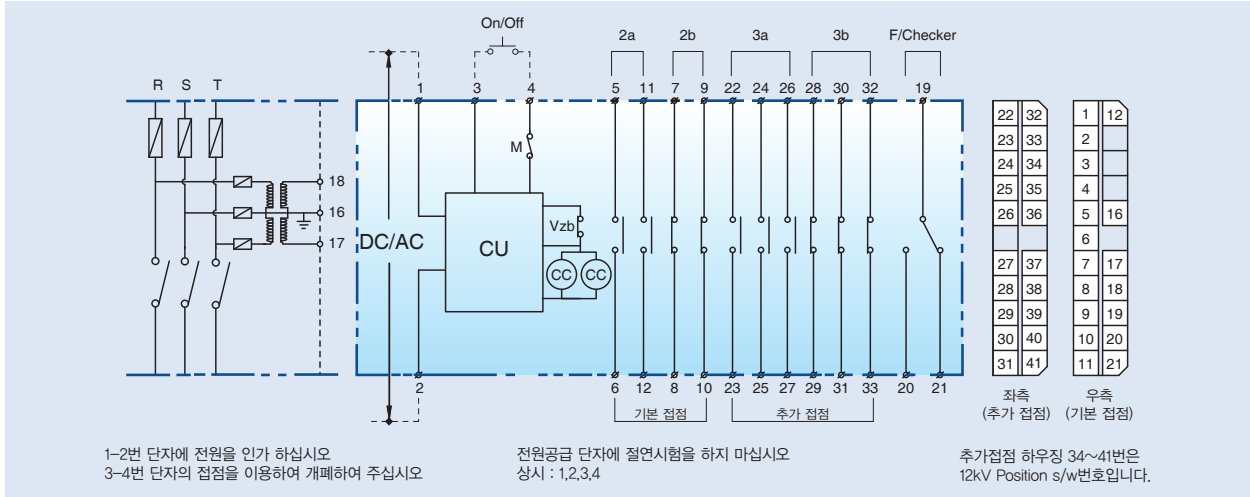 On/Off
2a
2b
3a
3b
F/Checker
R S T
1 3 4 5 11 7 9 22 24 26 28 30 32 19
M
18
16
17
DC/AC
CU
Vzb
CC CC
2 6 12 8 10 23 25 27 29 31 33 20 21
기본 접점
추가 접점
22 32
23 33
24 34
25 35
26 36
27 37
28 38
29 39
30 40
31 41
좌측
(추가 접점)
1 12
2
3
4
5 16
6
7 17
8 18
9 19
10 20
11 21
우측
(기본 접점)
1-2번 단자에 전원을 인가 하십시오
3-4번 단자의 접점을 이용하여 개폐하여 주십시오
전원공급 단자에 절연시험을 하지 마십시오
상시 : 1,2,3,4
추가접점 하우징 34~41번은
12kV Position s/w번호입니다.